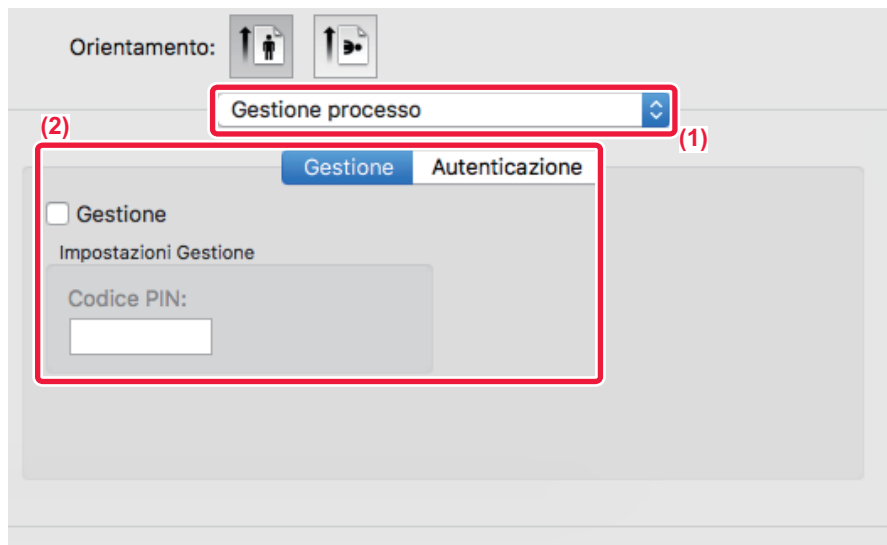 Orientamento:
Gestione processo
(1)
(2)
Gestione Autenticazione
Gestione
Impostazioni Gestione
Codice PIN: